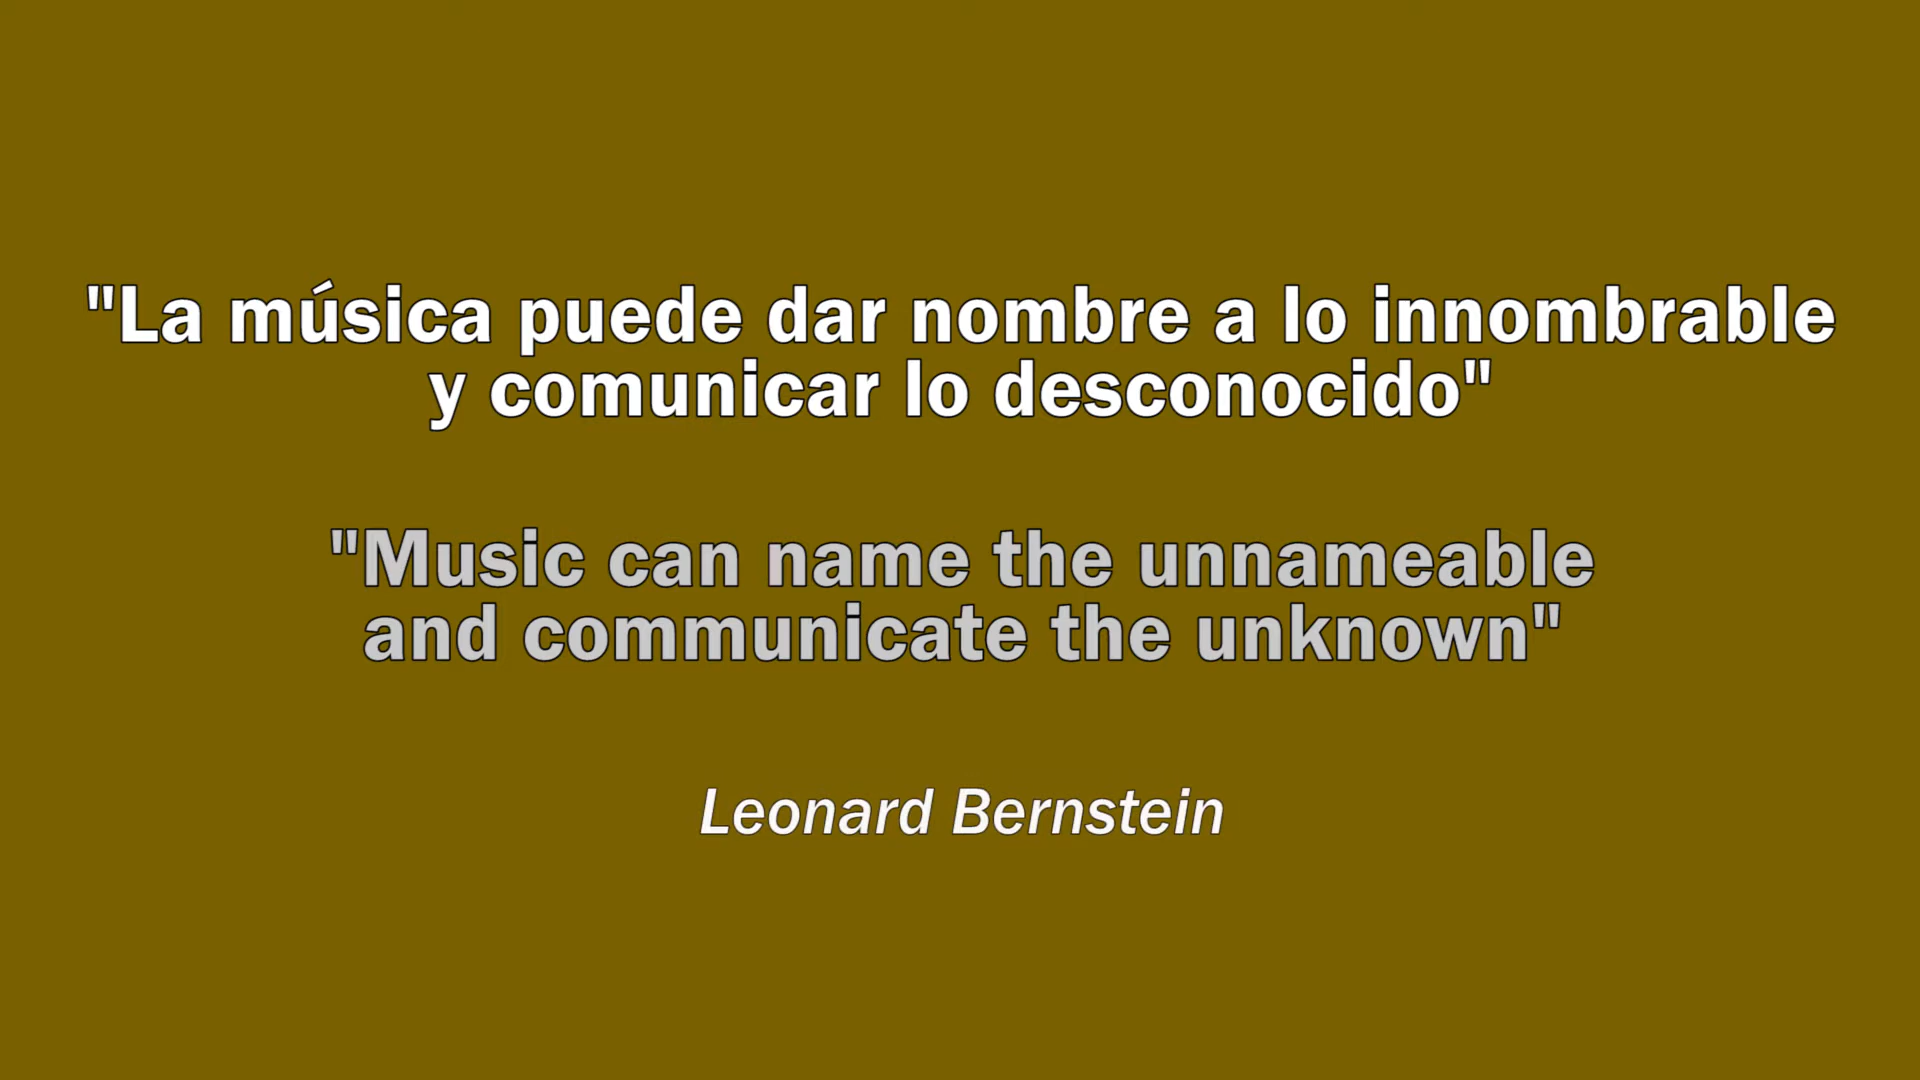 "La música puede dar nombre a lo innombrable
y comunicar lo desconocido"
"Music can name the unnameable
and communicate the unknown"
Leonard Bernstein